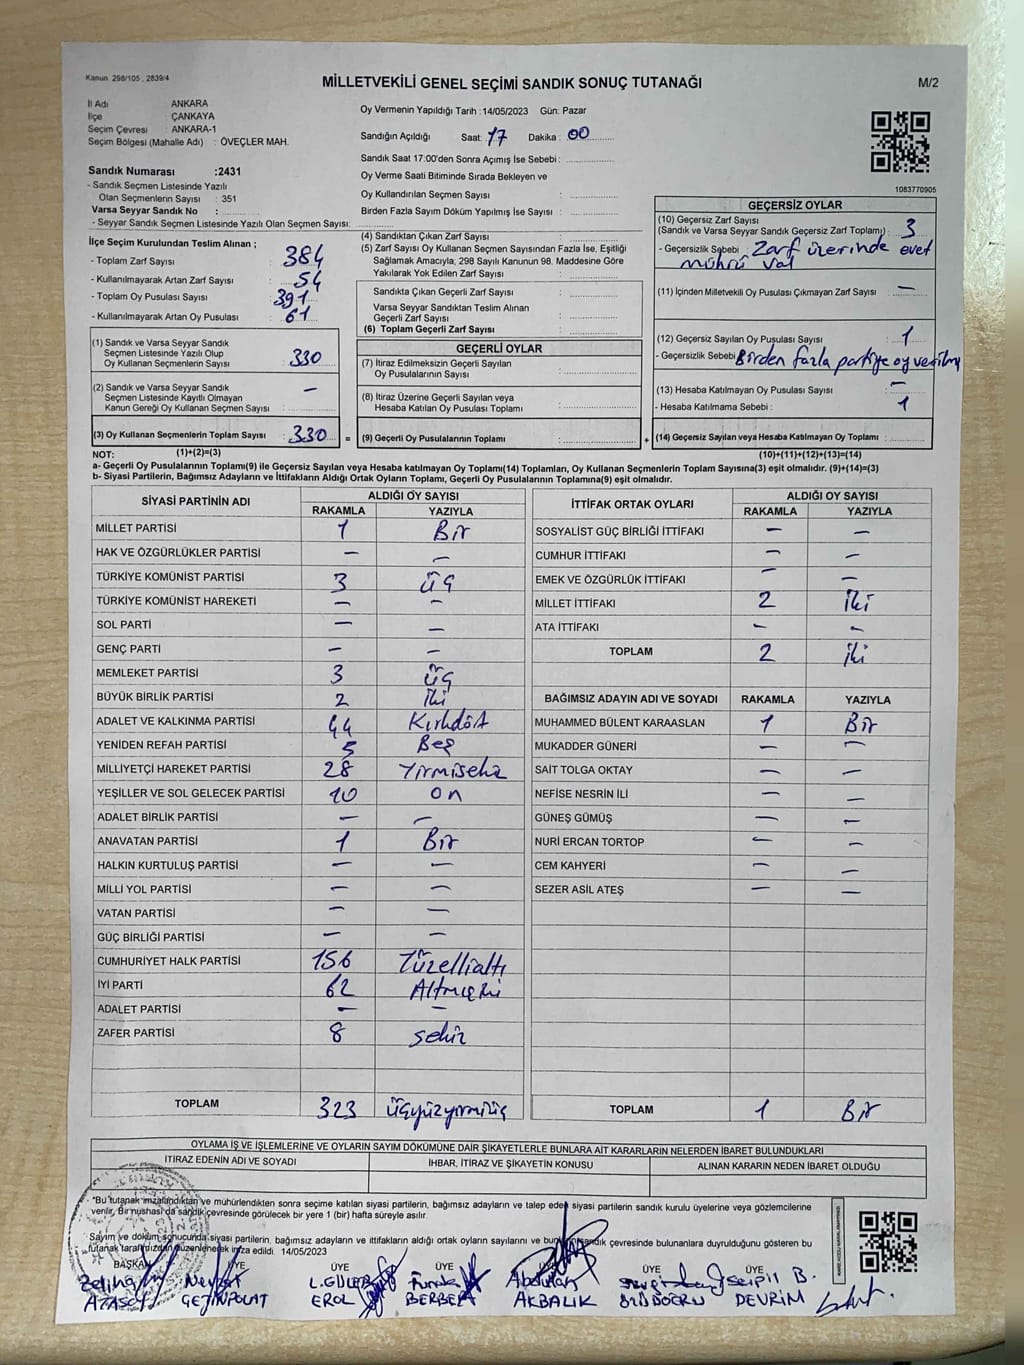 Kanun. 298/105 , 2839/4
MİLLETVEKİLİ GENEL SEÇİMİ SANDIK SONUÇ TUTANAĞI
M/2
İl Adı : ANKARA
İlçe : ÇANKAYA
Seçim Çevresi : ANKARA-1
Seçim Bölgesi (Mahalle Adı) : ÖVEÇLER MAH.
Sandık Numarası :2431
- Sandık Seçmen Listesinde Yazılı
Olan Seçmenlerin Sayısı : 351
Varsa Seyyar Sandık No :
- Seyyar Sandık Seçmen Listesinde Yazılı Olan Seçmen Sayısı:
İlçe Seçim Kurulundan Teslim Alınan ;
- Toplam Zarf Sayısı : 384
- Kullanılmayarak Artan Zarf Sayısı : 54
- Toplam Oy Pusulası Sayısı : 391
- Kullanılmayarak Artan Oy Pusulası : 61
(1) Sandık ve Varsa Seyyar Sandık
Seçmen Listesinde Yazılı Olup
Oy Kullanan Seçmenlerin Sayısı : 330
(2) Sandık ve Varsa Seyyar Sandık
Seçmen Listesinde Kayıtlı Olmayan
Kanun Gereği Oy Kullanan Seçmen Sayısı : —
(3) Oy Kullanan Seçmenlerin Toplam Sayısı : 330
(1)+(2)=(3)
Oy Vermenin Yapıldığı Tarih : 14/05/2023 Gün: Pazar
Sandığın Açıldığı Saat: 17 Dakika : 00
Sandık Saat 17:00'den Sonra Açımış İse Sebebi :
Oy Verme Saati Bitiminde Sırada Bekleyen ve
Oy Kullandırılan Seçmen Sayısı :
Birden Fazla Sayım Döküm Yapılmış İse Sayısı :
(4) Sandıktan Çıkan Zarf Sayısı :
(5) Zarf Sayısı Oy Kullanan Seçmen Sayısından Fazla İse, Eşitliği
Sağlamak Amacıyla, 298 Sayılı Kanunun 98. Maddesine Göre
Yakılarak Yok Edilen Zarf Sayısı :
Sandıkta Çıkan Geçerli Zarf Sayısı :
Varsa Seyyar Sandıktan Teslim Alınan
Geçerli Zarf Sayısı :
(6) Toplam Geçerli Zarf Sayısı :
GEÇERLİ OYLAR
(7) İtiraz Edilmeksizin Geçerli Sayılan
Oy Pusulalarının Sayısı :
(8) İtiraz Üzerine Geçerli Sayılan veya
Hesaba Katılan Oy Pusulası Toplamı :
= (9) Geçerli Oy Pusulalarının Toplamı :
1083770905
GEÇERSİZ OYLAR
(10) Geçersiz Zarf Sayısı
(Sandık ve Varsa Seyyar Sandık Geçersiz Zarf Toplamı) : 3
- Geçersizlik Sebebi : Zarf üzerinde evet
mührü var
(11) İçinden Milletvekili Oy Pusulası Çıkmayan Zarf Sayısı : —
(12) Geçersiz Sayılan Oy Pusulası Sayısı : 1
- Geçersizlik Sebebi : Birden fazla partiye oy verilmiş
(13) Hesaba Katılmayan Oy Pusulası Sayısı : —
- Hesaba Katılmama Sebebi : 1
+ (14) Geçersiz Sayılan veya Hesaba Katılmayan Oy Toplamı :
(10)+(11)+(12)+(13)=(14)
NOT:
a- Geçerli Oy Pusulalarının Toplamı(9) ile Geçersiz Sayılan veya Hesaba katılmayan Oy Toplamı(14) Toplamları, Oy Kullanan Seçmenlerin Toplam Sayısına(3) eşit olmalıdır. (9)+(14)=(3)
b- Siyasi Partilerin, Bağımsız Adayların ve İttifakların Aldığı Ortak Oyların Toplamı, Geçerli Oy Pusulalarının Toplamına(9) eşit olmalıdır.
SİYASİ PARTİNİN ADI ALDIĞI OY SAYISI
RAKAMLA YAZIYLA
MİLLET PARTİSİ 1 Bir
HAK VE ÖZGÜRLÜKLER PARTİSİ — —
TÜRKİYE KOMÜNİST PARTİSİ 3 üç
TÜRKİYE KOMÜNİST HAREKETİ — —
SOL PARTİ — —
GENÇ PARTİ — —
MEMLEKET PARTİSİ 3 üç
BÜYÜK BİRLİK PARTİSİ 2 iki
ADALET VE KALKINMA PARTİSİ 44 Kırkdört
YENİDEN REFAH PARTİSİ 5 Beş
MİLLİYETÇİ HAREKET PARTİSİ 28 Yirmisekiz
YEŞİLLER VE SOL GELECEK PARTİSİ 10 on
ADALET BİRLİK PARTİSİ — —
ANAVATAN PARTİSİ 1 Bir
HALKIN KURTULUŞ PARTİSİ — —
MİLLİ YOL PARTİSİ — —
VATAN PARTİSİ — —
GÜÇ BİRLİĞİ PARTİSİ — —
CUMHURİYET HALK PARTİSİ 156 Yüzellialtı
İYİ PARTİ 62 Altmışiki
ADALET PARTİSİ — —
ZAFER PARTİSİ 8 sekiz
TOPLAM 323 üçyüzyirmiüç
İTTİFAK ORTAK OYLARI ALDIĞI OY SAYISI
RAKAMLA YAZIYLA
SOSYALİST GÜÇ BİRLİĞİ İTTİFAKI — —
CUMHUR İTTİFAKI — —
EMEK VE ÖZGÜRLÜK İTTİFAKI — —
MİLLET İTTİFAKI 2 iki
ATA İTTİFAKI — —
TOPLAM 2 iki
BAĞIMSIZ ADAYIN ADI VE SOYADI RAKAMLA YAZIYLA
MUHAMMED BÜLENT KARAASLAN 1 Bir
MUKADDER GÜNERİ — —
SAİT TOLGA OKTAY — —
NEFİSE NESRİN İLİ — —
GÜNEŞ GÜMÜŞ — —
NURİ ERCAN TORTOP — —
CEM KAHYERİ — —
SEZER ASİL ATEŞ — —
TOPLAM 1 Bir
OYLAMA İŞ VE İŞLEMLERİNE VE OYLARIN SAYIM DÖKÜMÜNE DAİR ŞİKAYETLERLE BUNLARA AİT KARARLARIN NELERDEN İBARET BULUNDUKLARI
İTİRAZ EDENİN ADI VE SOYADI İHBAR, İTİRAZ VE ŞİKAYETİN KONUSU ALINAN KARARIN NEDEN İBARET OLDUĞU
"Bu tutanak imzalandıktan ve mühürlendikten sonra seçime katılan siyasi partilerin, bağımsız adayların ve talep eden siyasi partilerin sandık kurulu üyelerine veya gözlemcilerine
verilir. Bir nushası da sandık çevresinde görülecek bir yere 1 (bir) hafta süreyle asılır.
Sayım ve döküm sonucunda siyasi partilerin, bağımsız adayların ve ittifakların aldığı ortak oyların sayılarını ve sandık çevresinde bulunanlara duyrulduğunu gösteren bu
tutanak tarafımızdan düzenlenerek imza edildi. 14/05/2023
BAŞKAN ÜYE ÜYE ÜYE ÜYE ÜYE
Zeliha Nevzat L.GÜLER Abdullah Serpil B.
EROL BERBER AKBALIK DEVRİM